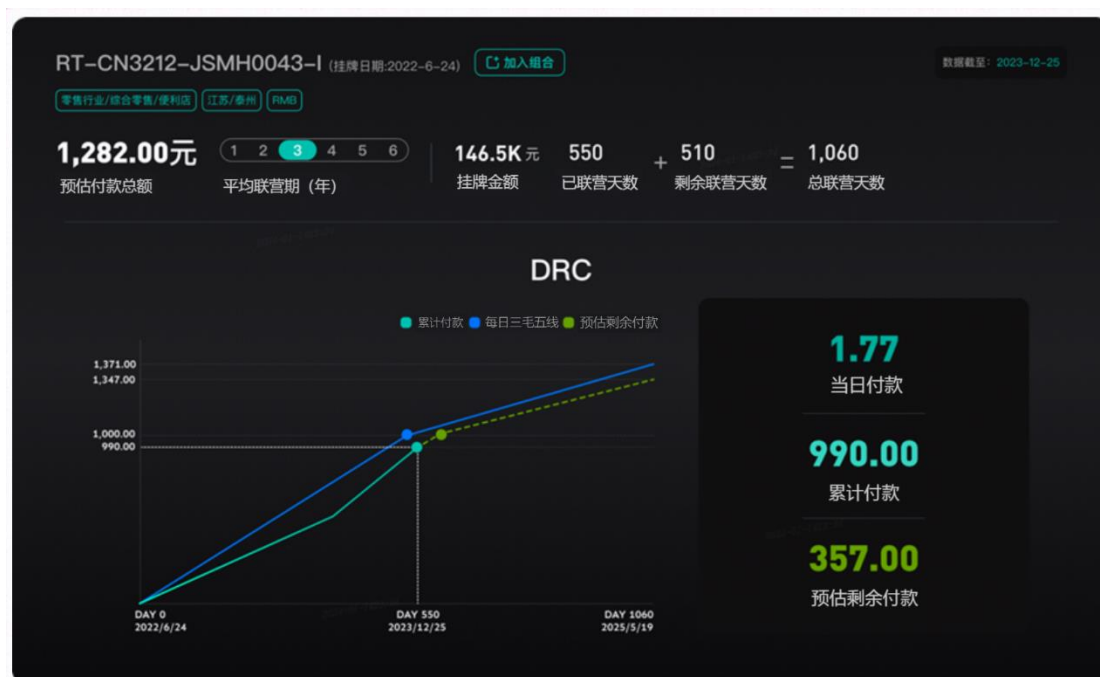 RT-CN3212-JSMH0043-I (挂牌日期:2022-6-24) 加入组合 数据截至: 2023-12-25
零售行业/综合零售/便利店 江苏/泰州 RMB
1,282.00元 1 2 3 4 5 6 146.5K 元 550 + 510 = 1,060
预估付款总额 平均联营期 (年) 挂牌金额 已联营天数 剩余联营天数 总联营天数
DRC
累计付款 每日三毛五线 预估剩余付款
1,371.00
1,347.00
1,000.00
990.00
DAY 0 DAY 550 DAY 1060
2022/6/24 2023/12/25 2025/5/19
1.77
当日付款
990.00
累计付款
357.00
预估剩余付款